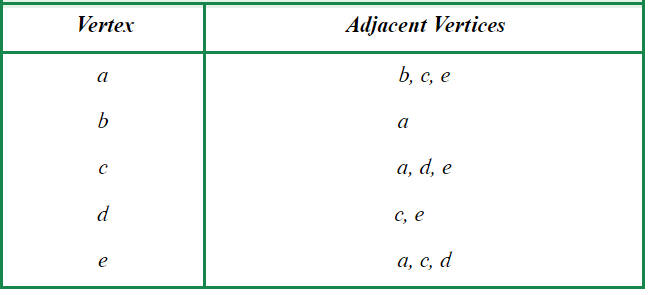 Vertex Adjacent Vertices
a b, c, e
b a
c a, d, e
d c, e
e a, c, d